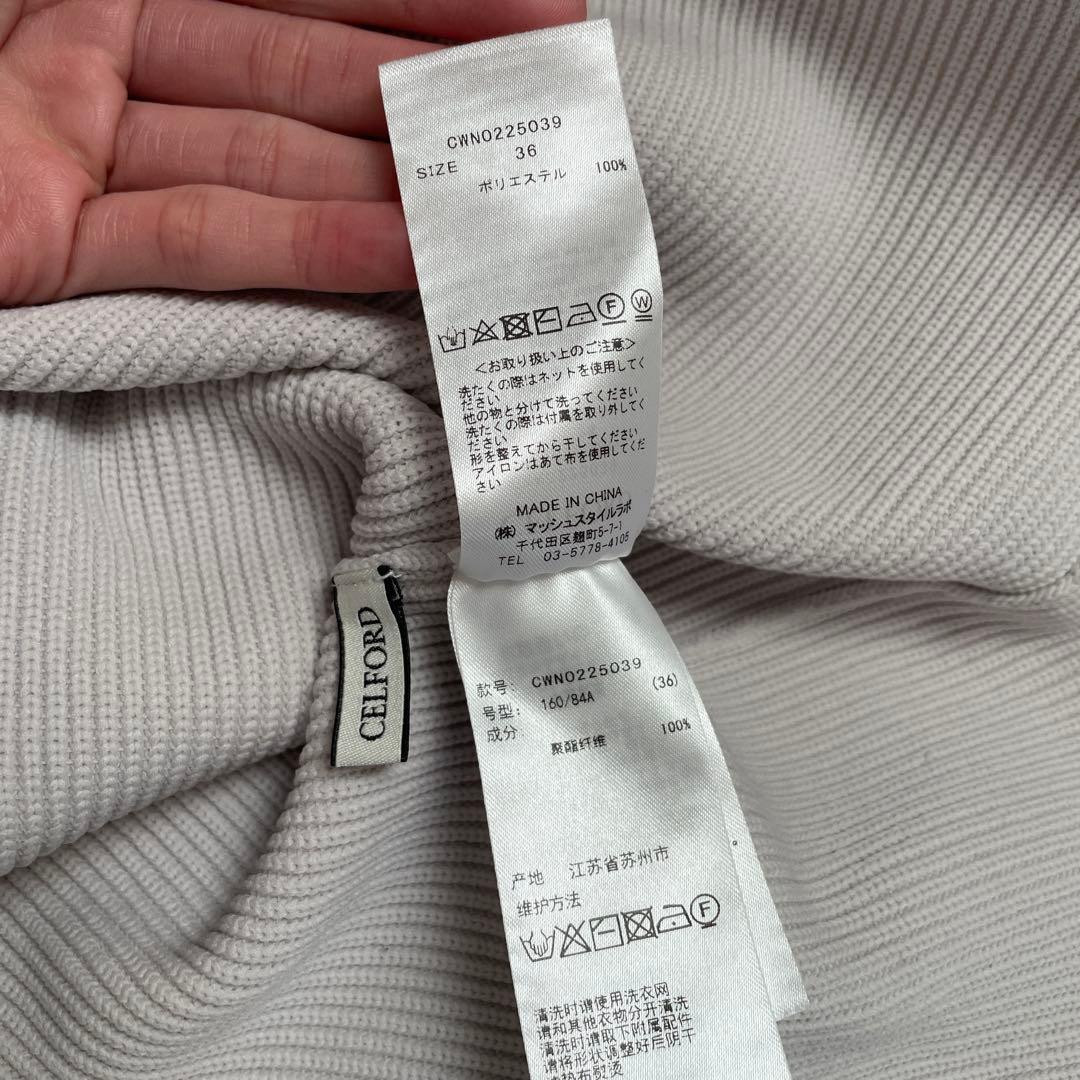 CWN0225039
SIZE 36
ポリエステル 100%
F W
<お取り扱い上のご注意>
洗たくの際はネットを使用してく
ださい
他の物と分けて洗ってください
洗たくの際は付属を取り外してく
ださい
形を整えてから干してください
アイロンはあて布を使用してくだ
さい
MADE IN CHINA
(株) マッシュスタイルラボ
千代田区麹町5-7-1
TEL 03-5778-4105
CELFORD
款号: CWN0225039
号型: 160/84A (36)
成分:
聚酯纤维 100%
产地 江苏省苏州市
维护方法
F
清洗时请使用洗衣网
请和其他衣物分开清洗
清洗时请取下附属配件
请将形状调整好后阴干
垫布熨烫